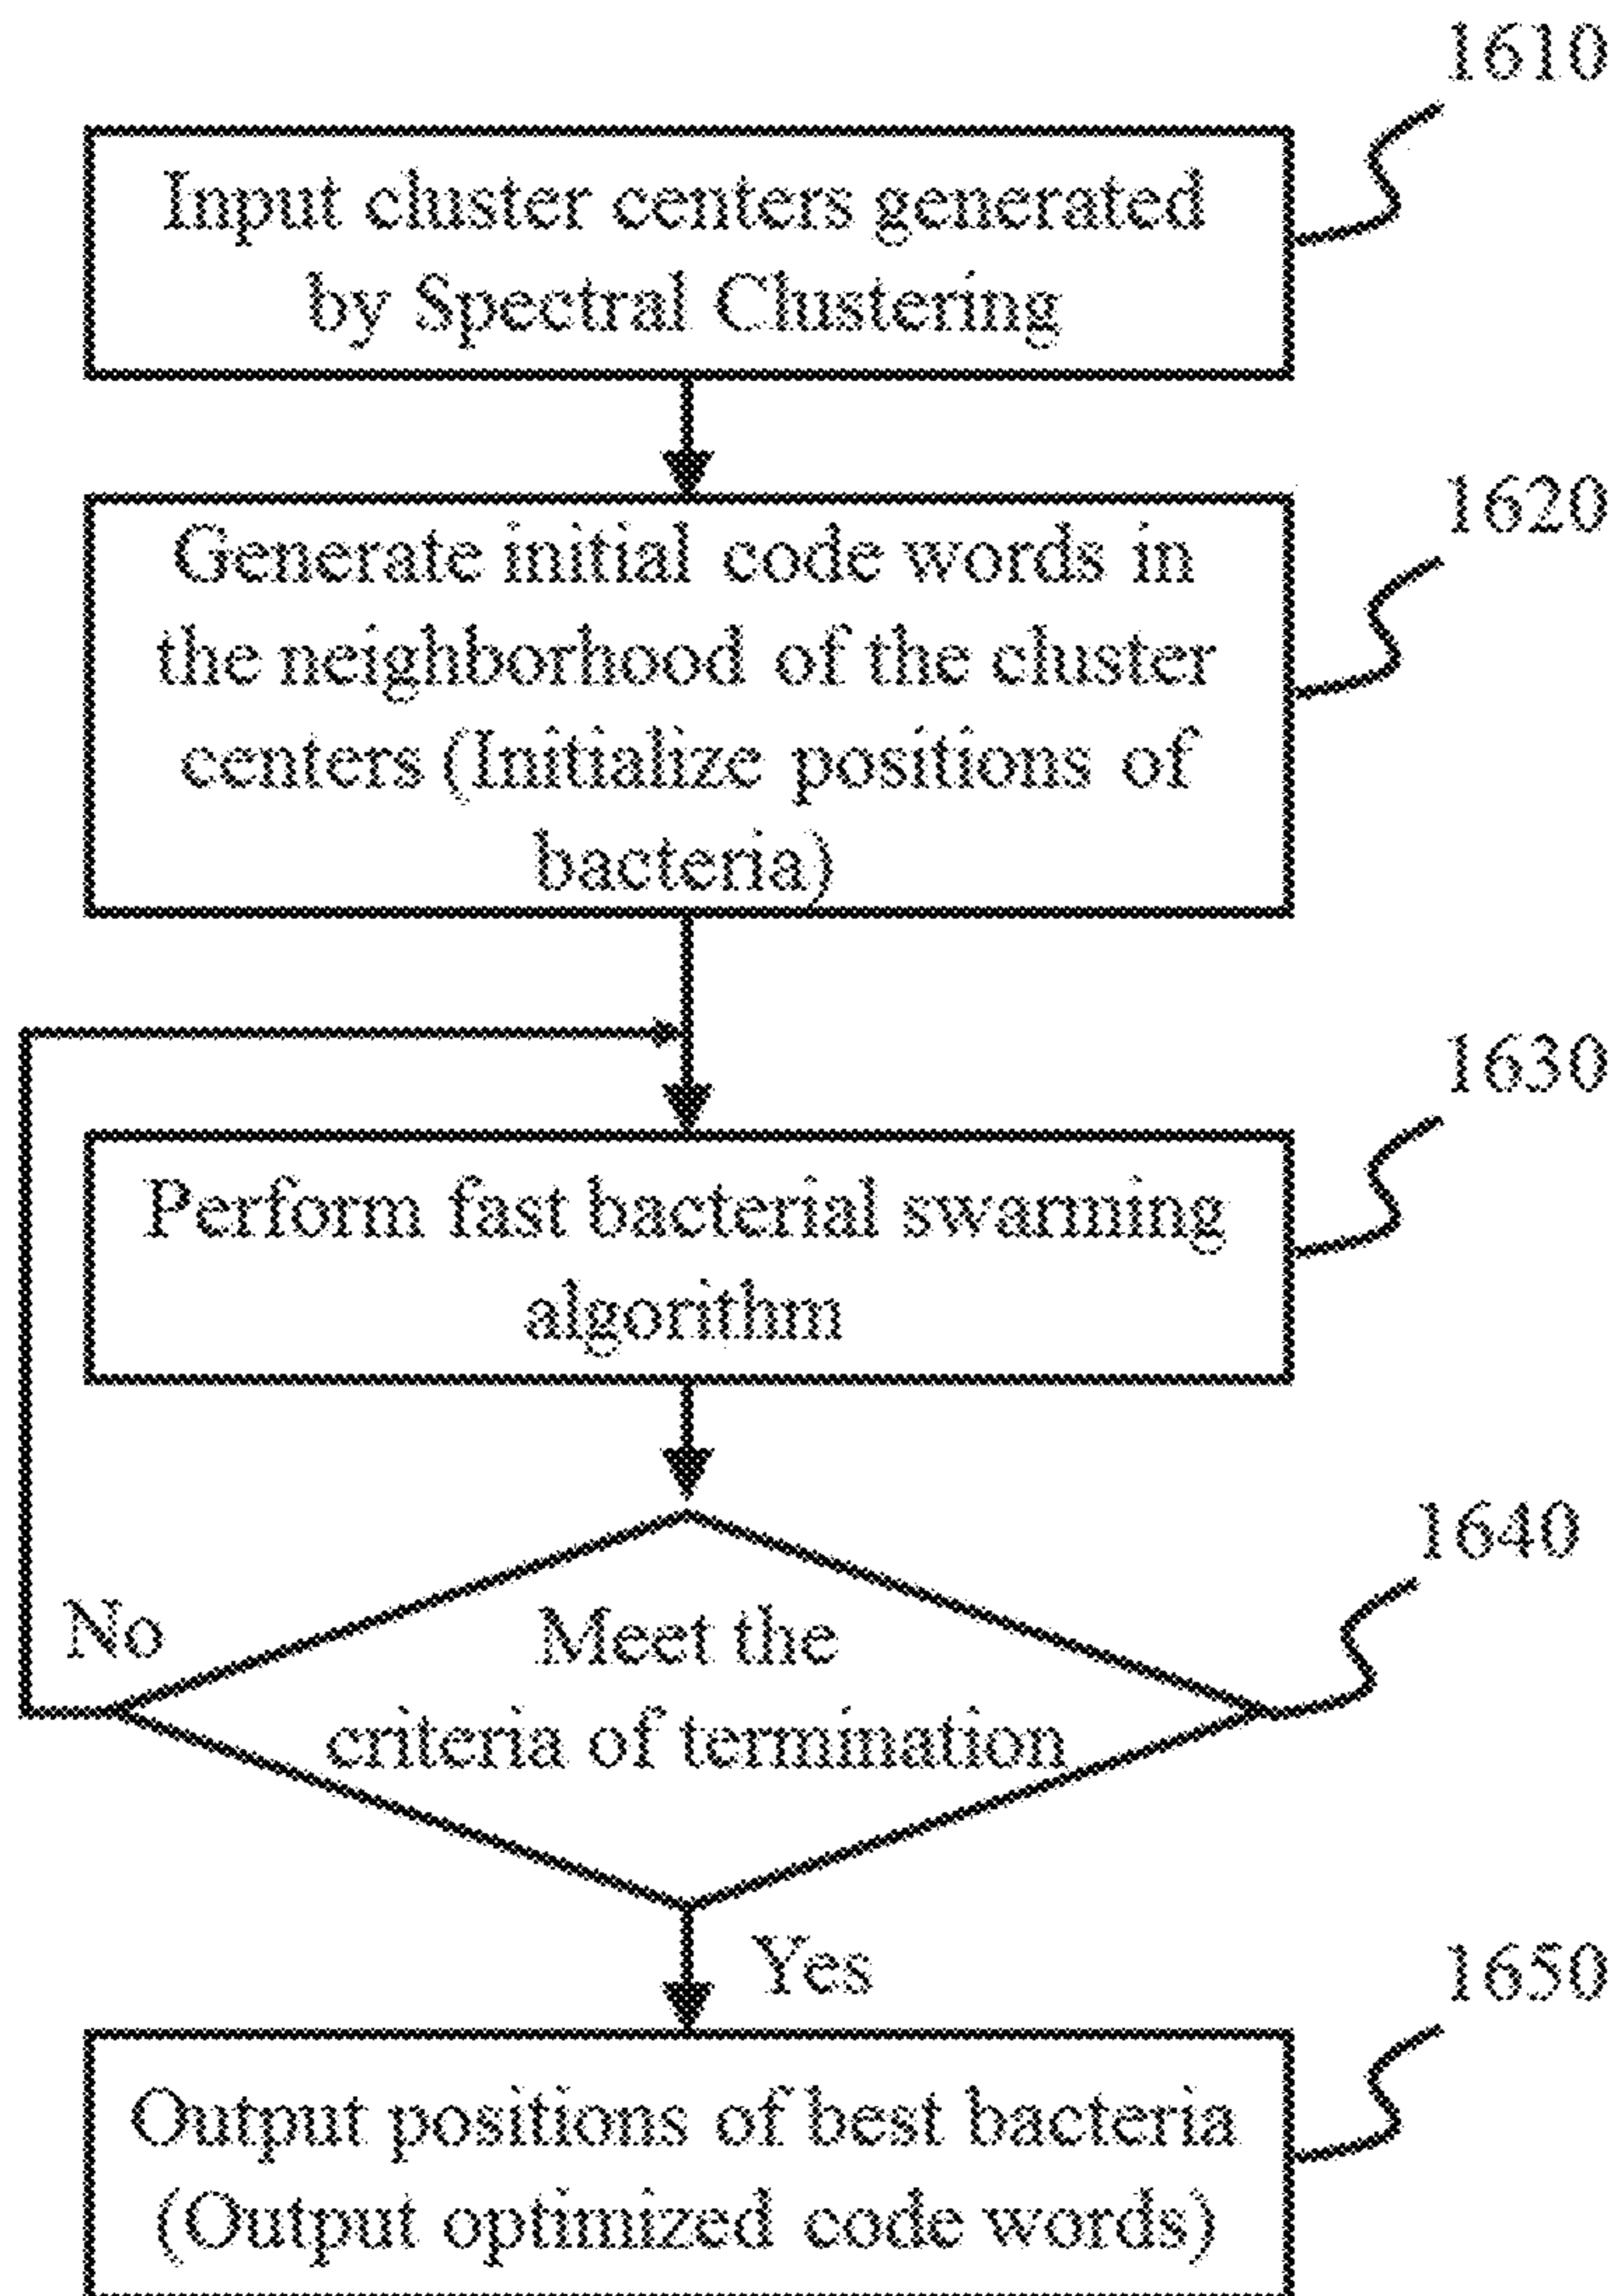 1610
Input cluster centers generated
by Spectral Clustering
1620
Generate initial code words in
the neighborhood of the cluster
centers (Initialize positions of
bacteria)
1630
Perform fast bacterial swarming
algorithm
1640
No
Meet the
criteria of termination
Yes
1650
Output positions of best bacteria
(Output optimized code words)